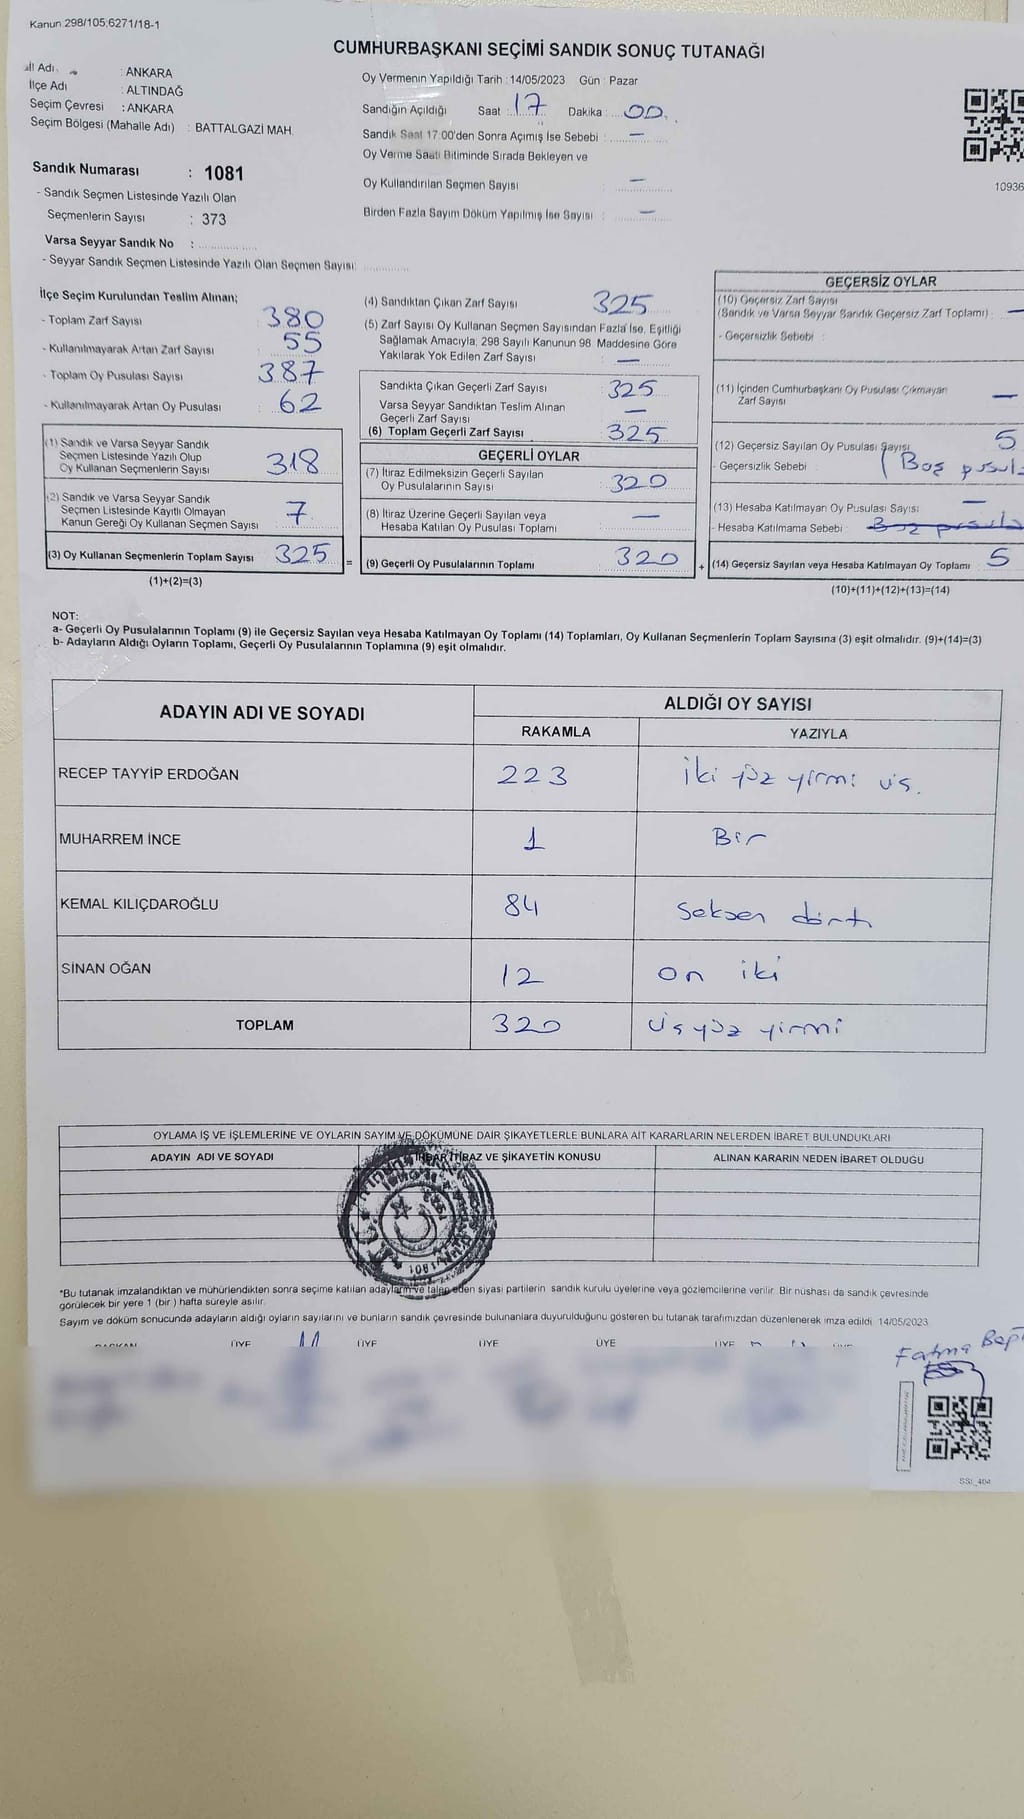 Kanun 298/105,6271/18-1
CUMHURBAŞKANI SEÇİMİ SANDIK SONUÇ TUTANAĞI
Adı : ANKARA
İlçe Adı : ALTINDAĞ
Seçim Çevresi : ANKARA
Seçim Bölgesi (Mahalle Adı) : BATTALGAZİ MAH.
Oy Vermenin Yapıldığı Tarih : 14/05/2023 Gün : Pazar
Sandığın Açıldığı Saat : 17 Dakika : 00
Sandık Saat 17.00'den Sonra Açımış İse Sebebi : —
Oy Verme Saati Bitiminde Sırada Bekleyen ve
Oy Kullandırılan Seçmen Sayısı : —
Birden Fazla Sayım Döküm Yapılmış İse Sayısı : —
10936
Sandık Numarası : 1081
- Sandık Seçmen Listesinde Yazılı Olan
Seçmenlerin Sayısı : 373
Varsa Seyyar Sandık No :
- Seyyar Sandık Seçmen Listesinde Yazılı Olan Seçmen Sayısı:
İlçe Seçim Kurulundan Teslim Alınan;
- Toplam Zarf Sayısı : 380
- Kullanılmayarak Artan Zarf Sayısı : 55
- Toplam Oy Pusulası Sayısı : 387
- Kullanılmayarak Artan Oy Pusulası : 62
(1) Sandık ve Varsa Seyyar Sandık
Seçmen Listesinde Yazılı Olup
Oy Kullanan Seçmenlerin Sayısı : 318
(2) Sandık ve Varsa Seyyar Sandık
Seçmen Listesinde Kayıtlı Olmayan
Kanun Gereği Oy Kullanan Seçmen Sayısı : 7
(3) Oy Kullanan Seçmenlerin Toplam Sayısı 325
(1)+(2)=(3)
(4) Sandıktan Çıkan Zarf Sayısı 325
(5) Zarf Sayısı Oy Kullanan Seçmen Sayısından Fazla İse, Eşitliği
Sağlamak Amacıyla, 298 Sayılı Kanunun 98. Maddesine Göre
Yakılarak Yok Edilen Zarf Sayısı : —
Sandıkta Çıkan Geçerli Zarf Sayısı : 325
Varsa Seyyar Sandıktan Teslim Alınan
Geçerli Zarf Sayısı : —
(6) Toplam Geçerli Zarf Sayısı : 325
GEÇERLİ OYLAR
(7) İtiraz Edilmeksizin Geçerli Sayılan
Oy Pusulalarının Sayısı : 320
(8) İtiraz Üzerine Geçerli Sayılan veya
Hesaba Katılan Oy Pusulası Toplamı : —
= (9) Geçerli Oy Pusulalarının Toplamı : 320
GEÇERSİZ OYLAR
(10) Geçersiz Zarf Sayısı
(Sandık ve Varsa Seyyar Sandık Geçersiz Zarf Toplamı) : —
- Geçersizlik Sebebi :
(11) İçinden Cumhurbaşkanı Oy Pusulası Çıkmayan
Zarf Sayısı —
(12) Geçersiz Sayılan Oy Pusulası Sayısı 5
- Geçersizlik Sebebi : (Boş pusula
(13) Hesaba Katılmayan Oy Pusulası Sayısı : —
- Hesaba Katılmama Sebebi : Boş pusula
+ (14) Geçersiz Sayılan veya Hesaba Katılmayan Oy Toplamı : 5
(10)+(11)+(12)+(13)=(14)
NOT:
a- Geçerli Oy Pusulalarının Toplamı (9) ile Geçersiz Sayılan veya Hesaba Katılmayan Oy Toplamı (14) Toplamları, Oy Kullanan Seçmenlerin Toplam Sayısına (3) eşit olmalıdır. (9)+(14)=(3)
b- Adayların Aldığı Oyların Toplamı, Geçerli Oy Pusulalarının Toplamına (9) eşit olmalıdır.
ADAYIN ADI VE SOYADI ALDIĞI OY SAYISI
RAKAMLA YAZIYLA
RECEP TAYYİP ERDOĞAN 223 iki yüz yirmi üç.
MUHARREM İNCE 1 Bir
KEMAL KILIÇDAROĞLU 84 seksen dört
SİNAN OĞAN 12 on iki
TOPLAM 320 üçyüz yirmi
OYLAMA İŞ VE İŞLEMLERİNE VE OYLARIN SAYIM VE DÖKÜMÜNE DAİR ŞİKAYETLERLE BUNLARA AİT KARARLARIN NELERDEN İBARET BULUNDUKLARI
ADAYIN ADI VE SOYADI İHBAR İTİRAZ VE ŞİKAYETİN KONUSU ALINAN KARARIN NEDEN İBARET OLDUĞU
1081
*Bu tutanak imzalandıktan ve mühürlendikten sonra seçime katılan adayların ve talep eden siyasi partilerin sandık kurulu üyelerine veya gözlemcilerine verilir. Bir nüshası da sandık çevresinde
görülecek bir yere 1 (bir ) hafta süreyle asılır.
Sayım ve döküm sonucunda adayların aldığı oyların sayılarını ve bunların sandık çevresinde bulunanlara duyurulduğunu gösteren bu tutanak tarafımızdan düzenlenerek imza edildi. 14/05/2023
BAŞKAN ÜYE ÜYE ÜYE ÜYE ÜYE ÜYE
Fatma
SSI_404